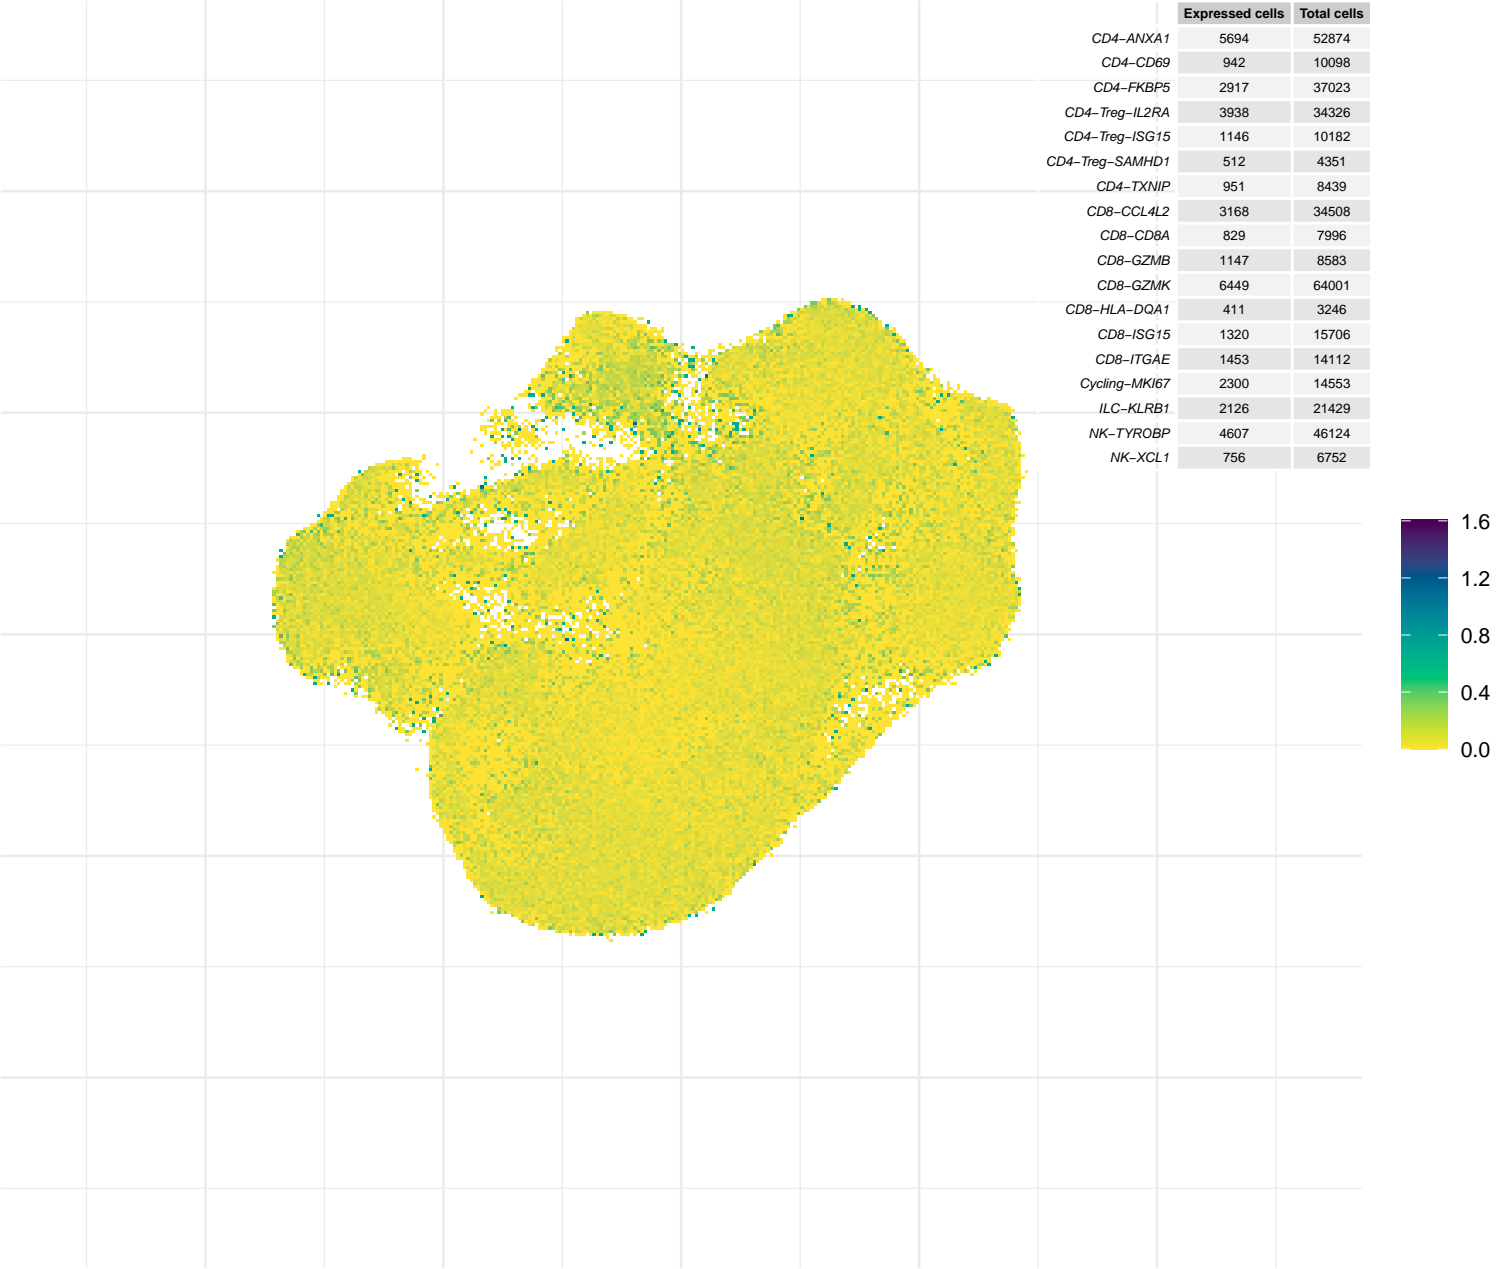 Expressed cells Total cells
CD4−ANXA1 5694 52874
CD4−CD69 942 10098
CD4−FKBP5 2917 37023
CD4−Treg−IL2RA 3938 34326
CD4−Treg−ISG15 1146 10182
CD4−Treg−SAMHD1 512 4351
CD4−TXNIP 951 8439
CD8−CCL4L2 3168 34508
CD8−CD8A 829 7996
CD8−GZMB 1147 8583
CD8−GZMK 6449 64001
CD8−HLA−DQA1 411 3246
CD8−ISG15 1320 15706
CD8−ITGAE 1453 14112
Cycling−MKI67 2300 14553
ILC−KLRB1 2126 21429
NK−TYROBP 4607 46124
NK−XCL1 756 6752
1.6
1.2
0.8
0.4
0.0